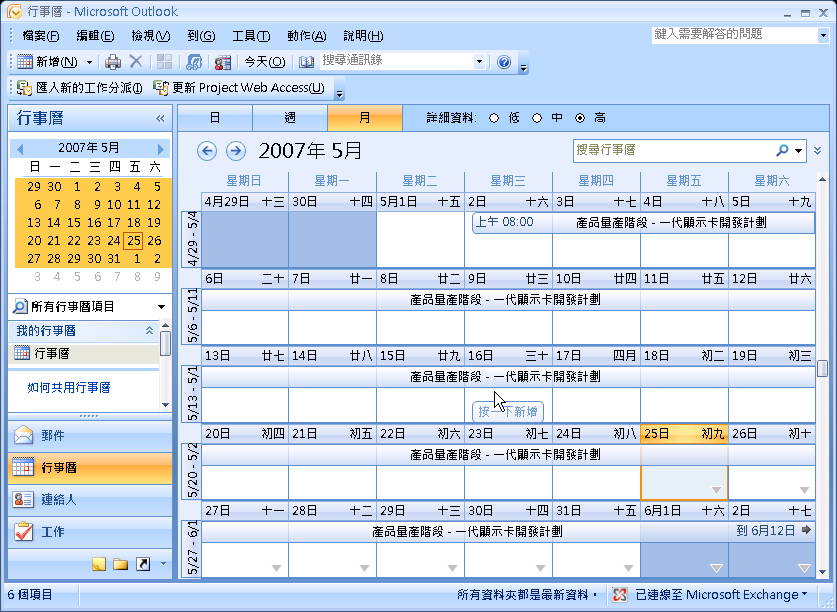 行事曆 - Microsoft Outlook
檔案(F) 編輯(E) 檢視(V) 到(G) 工具(T) 動作(A) 說明(H) 鍵入需要解答的問題
新增(N) 今天(O) 搜尋通訊錄
匯入新的工作分派(I) 更新 Project Web Access(U)
行事曆 «
2007年 5月
日 一 二 三 四 五 六
29 30 1 2 3 4 5
6 7 8 9 10 11 12
13 14 15 16 17 18 19
20 21 22 23 24 25 26
27 28 29 30 31 1 2
3 4 5 6 7 8 9
所有行事曆項目
我的行事曆
行事曆
如何共用行事曆
郵件
行事曆
連絡人
工作
日 週 月 詳細資料: 低 中 高
2007年 5月 搜尋行事曆
星期日 星期一 星期二 星期三 星期四 星期五 星期六
4/29 - 5/4
4月29日 十三 30日 十四 5月1日 十五 2日 十六 3日 十七 4日 十八 5日 十九
上午 08:00 產品量產階段 - 一代顯示卡開發計劃
5/6 - 5/11
6日 二十 7日 廿一 8日 廿二 9日 廿三 10日 廿四 11日 廿五 12日 廿六
產品量產階段 - 一代顯示卡開發計劃
5/13 - 5/1
13日 廿七 14日 廿八 15日 廿九 16日 三十 17日 四月 18日 初二 19日 初三
產品量產階段 - 一代顯示卡開發計劃
按一下新增
5/20 - 5/2
20日 初四 21日 初五 22日 初六 23日 初七 24日 初八 25日 初九 26日 初十
產品量產階段 - 一代顯示卡開發計劃
5/27 - 6/1
27日 十一 28日 十二 29日 十三 30日 十四 31日 十五 6月1日 十六 2日 十七
產品量產階段 - 一代顯示卡開發計劃 到 6月12日
6 個項目 所有資料夾都是最新資料。 已連線至 Microsoft Exchange